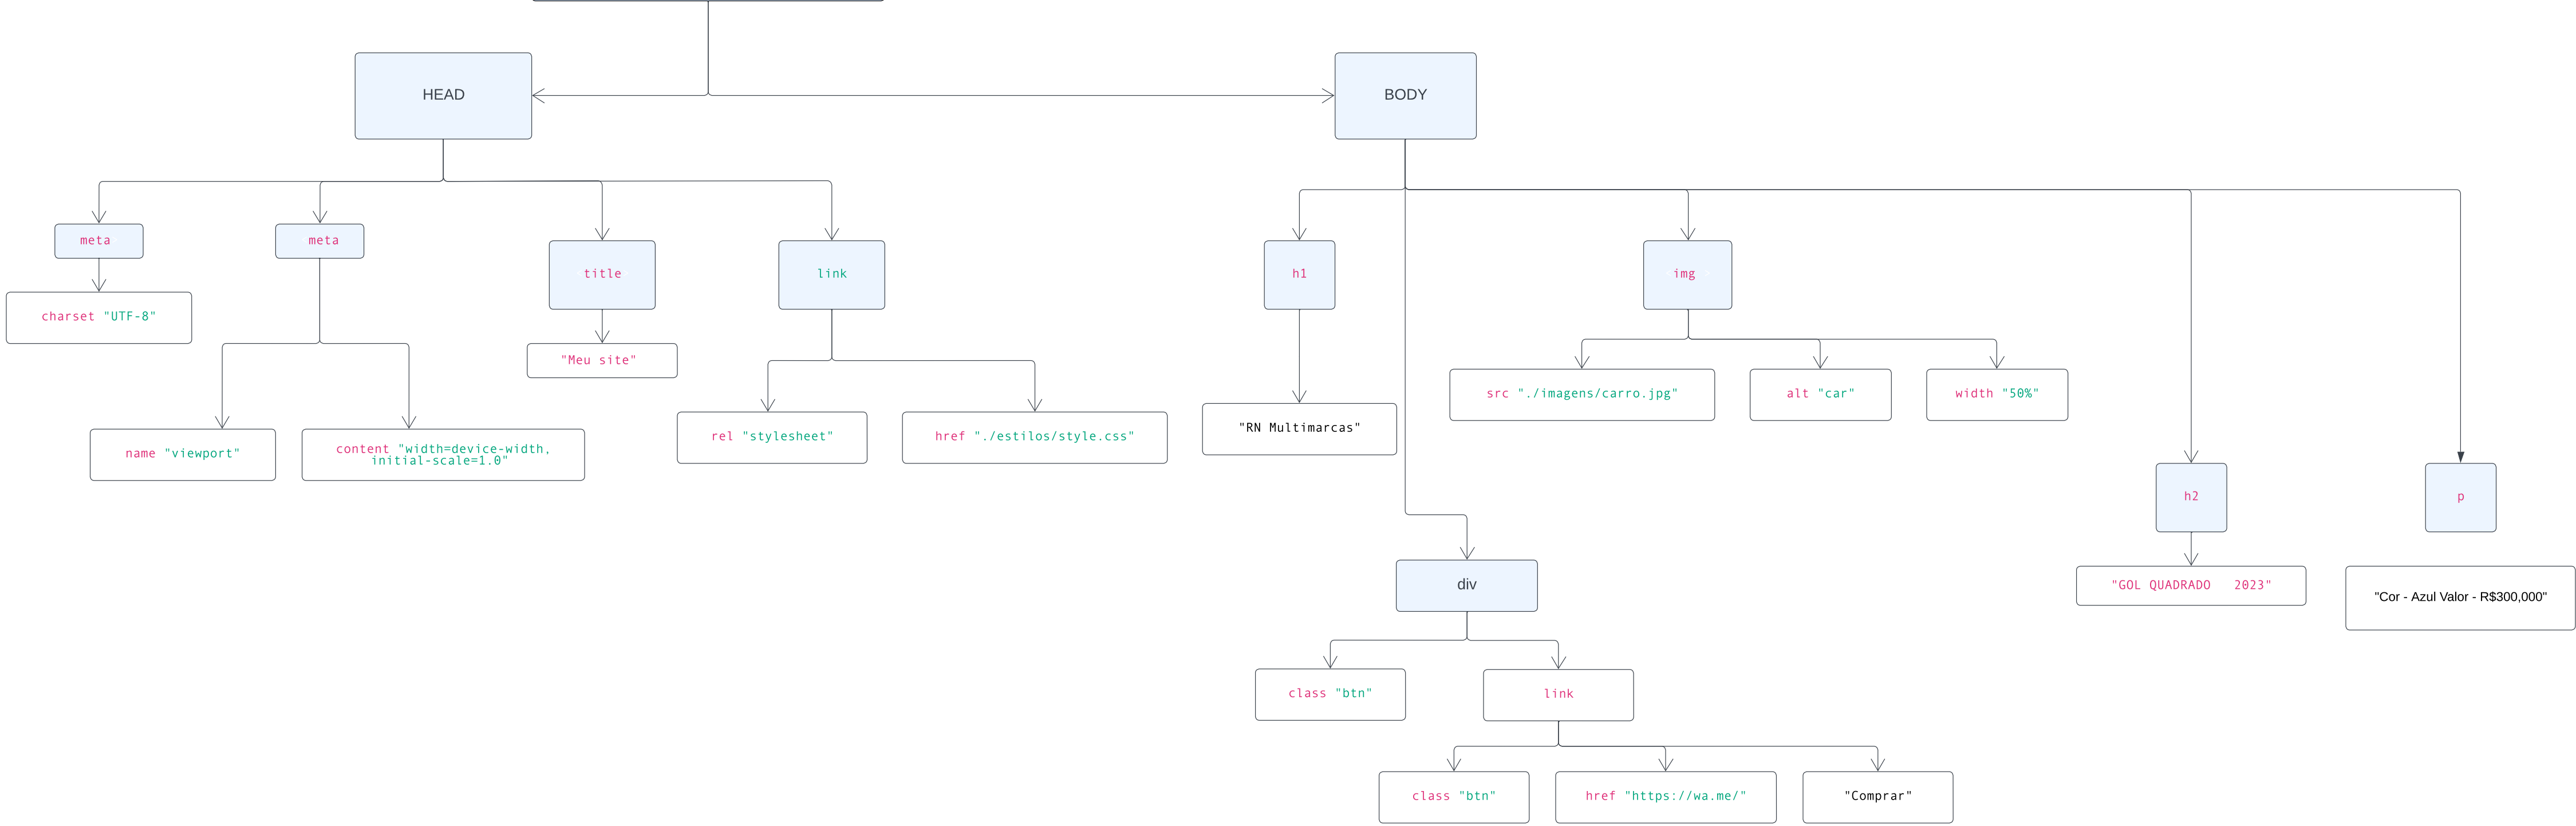 HEAD
BODY
meta
meta
title
link
h1
img
charset "UTF-8"
"Meu site"
src "./imagens/carro.jpg"
alt "car"
width "50%"
name "viewport"
content "width=device-width,
initial-scale=1.0"
rel "stylesheet"
href "./estilos/style.css"
"RN Multimarcas"
h2
p
div
"GOL QUADRADO   2023"
"Cor - Azul Valor - R$300,000"
class "btn"
link
class "btn"
href "https://wa.me/"
"Comprar"